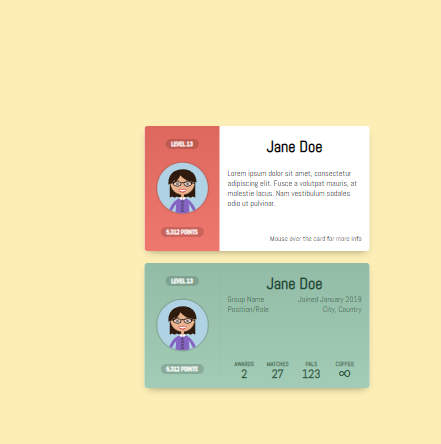 LEVEL 13
5,312 POINTS
Jane Doe
Lorem ipsum dolor sit amet, consectetur
adipiscing elit. Fusce a volutpat mauris, at
molestie lacus. Nam vestibulum sodales
odio ut pulvinar.
Mouse over the card for more info
LEVEL 13
5,312 POINTS
Jane Doe
Group Name Joined January 2019
Position/Role City, Country
AWARDS MATCHES PALS COFFEE
2 27 123 ∞